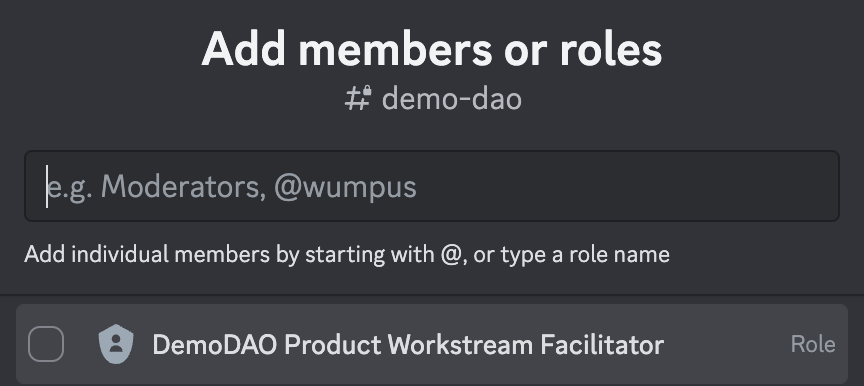 Add members or roles
demo-dao
e.g. Moderators, @wumpus
Add individual members by starting with @, or type a role name
DemoDAO Product Workstream Facilitator Role